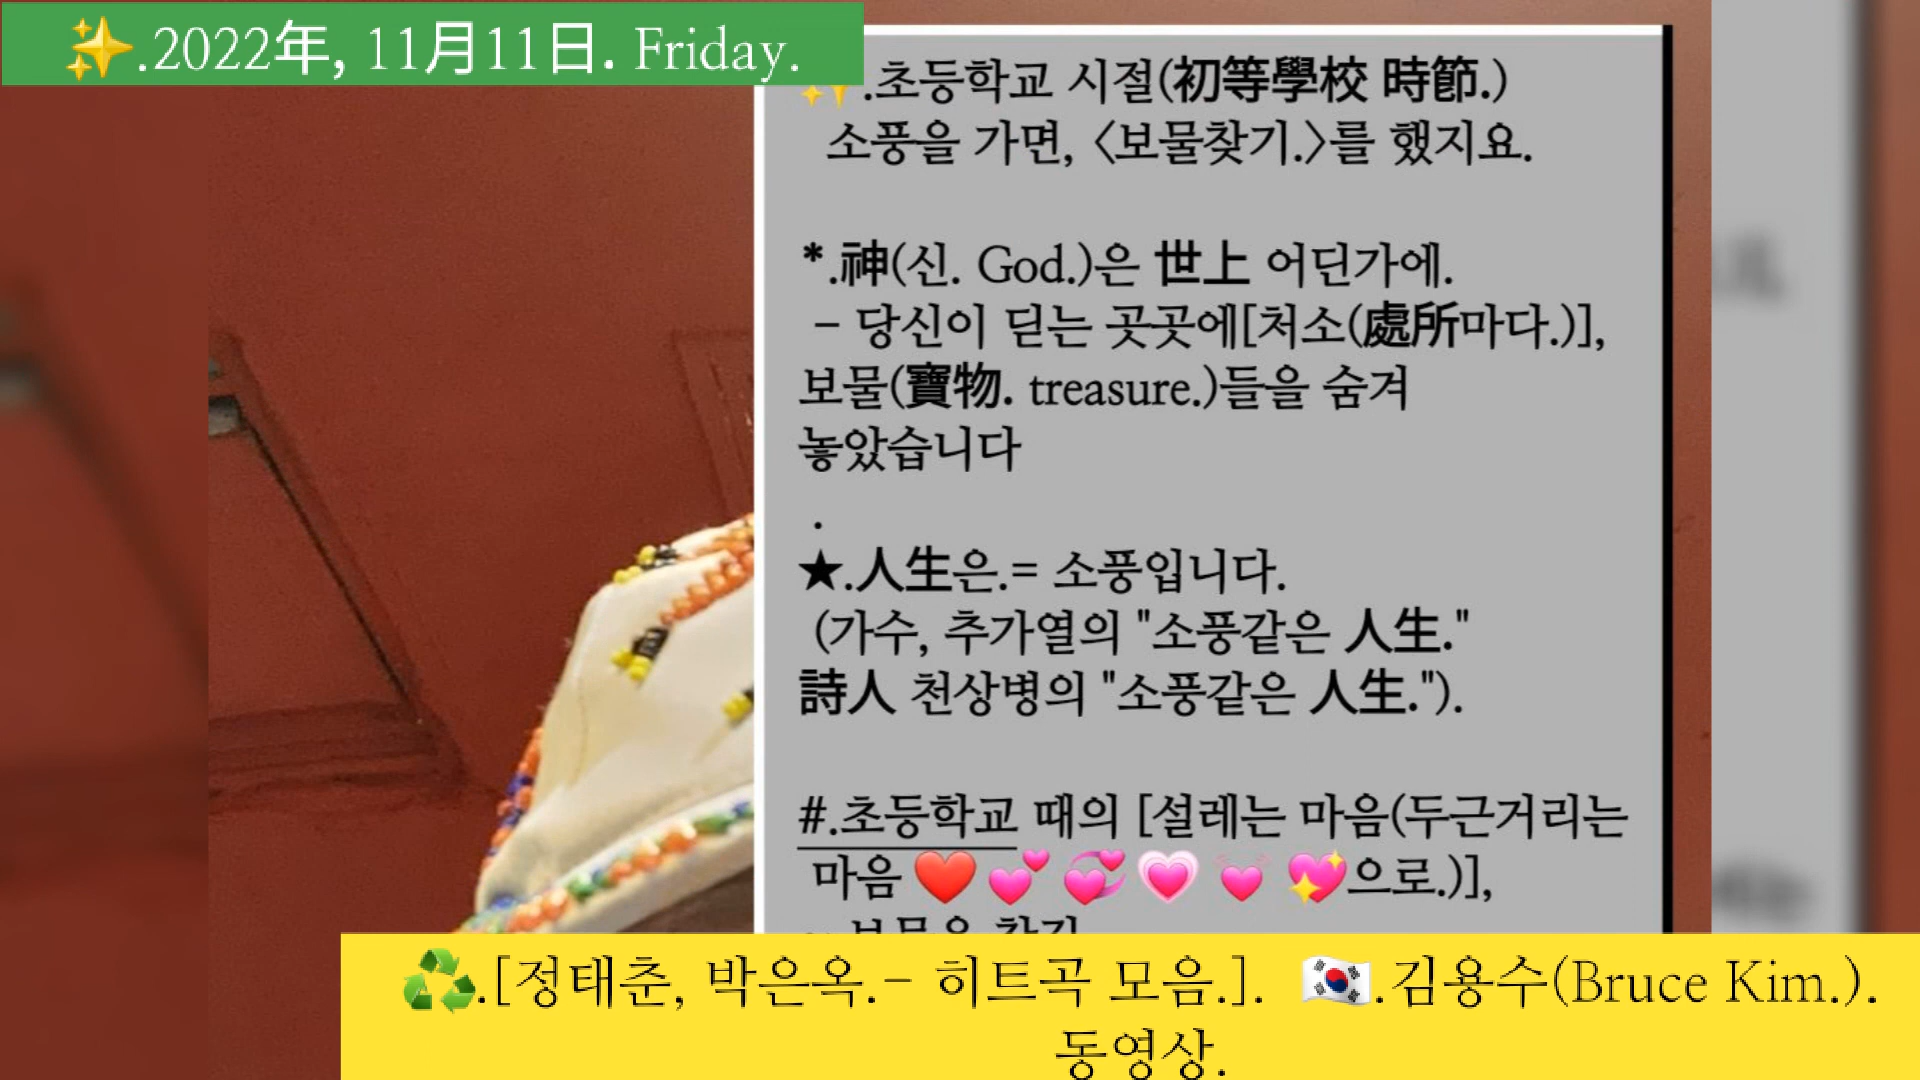 ✨.2022年, 11月11日. Friday.
✨.초등학교 시절(初等學校 時節.)
소풍을 가면, 〈보물찾기.〉를 했지요.
*.神(신. God.)은 世上 어딘가에.
– 당신이 딛는 곳곳에[처소(處所마다.)],
보물(寶物. treasure.)들을 숨겨
놓았습니다
.
★.人生은.= 소풍입니다.
(가수, 추가열의 "소풍같은 人生."
詩人 천상병의 "소풍같은 人生.").
#.초등학교 때의 [설레는 마음(두근거리는
마음 ❤️ 💕 💞 💗 💓 💖으로.)],
♻️.[정태춘, 박은옥.– 히트곡 모음.]. 🇰🇷.김용수(Bruce Kim.).
동영상.